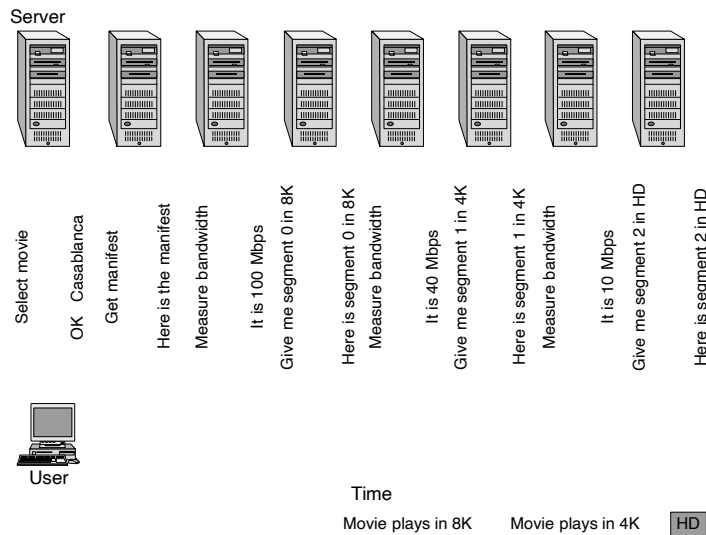 Server
Select movie
OK Casablanca
Get manifest
Here is the manifest
Measure bandwidth
It is 100 Mbps
Give me segment 0 in 8K
Here is segment 0 in 8K
Measure bandwidth
It is 40 Mbps
Give me segment 1 in 4K
Here is segment 1 in 4K
Measure bandwidth
It is 10 Mbps
Give me segment 2 in HD
Here is segment 2 in HD
User
Time
Movie plays in 8K
Movie plays in 4K
HD